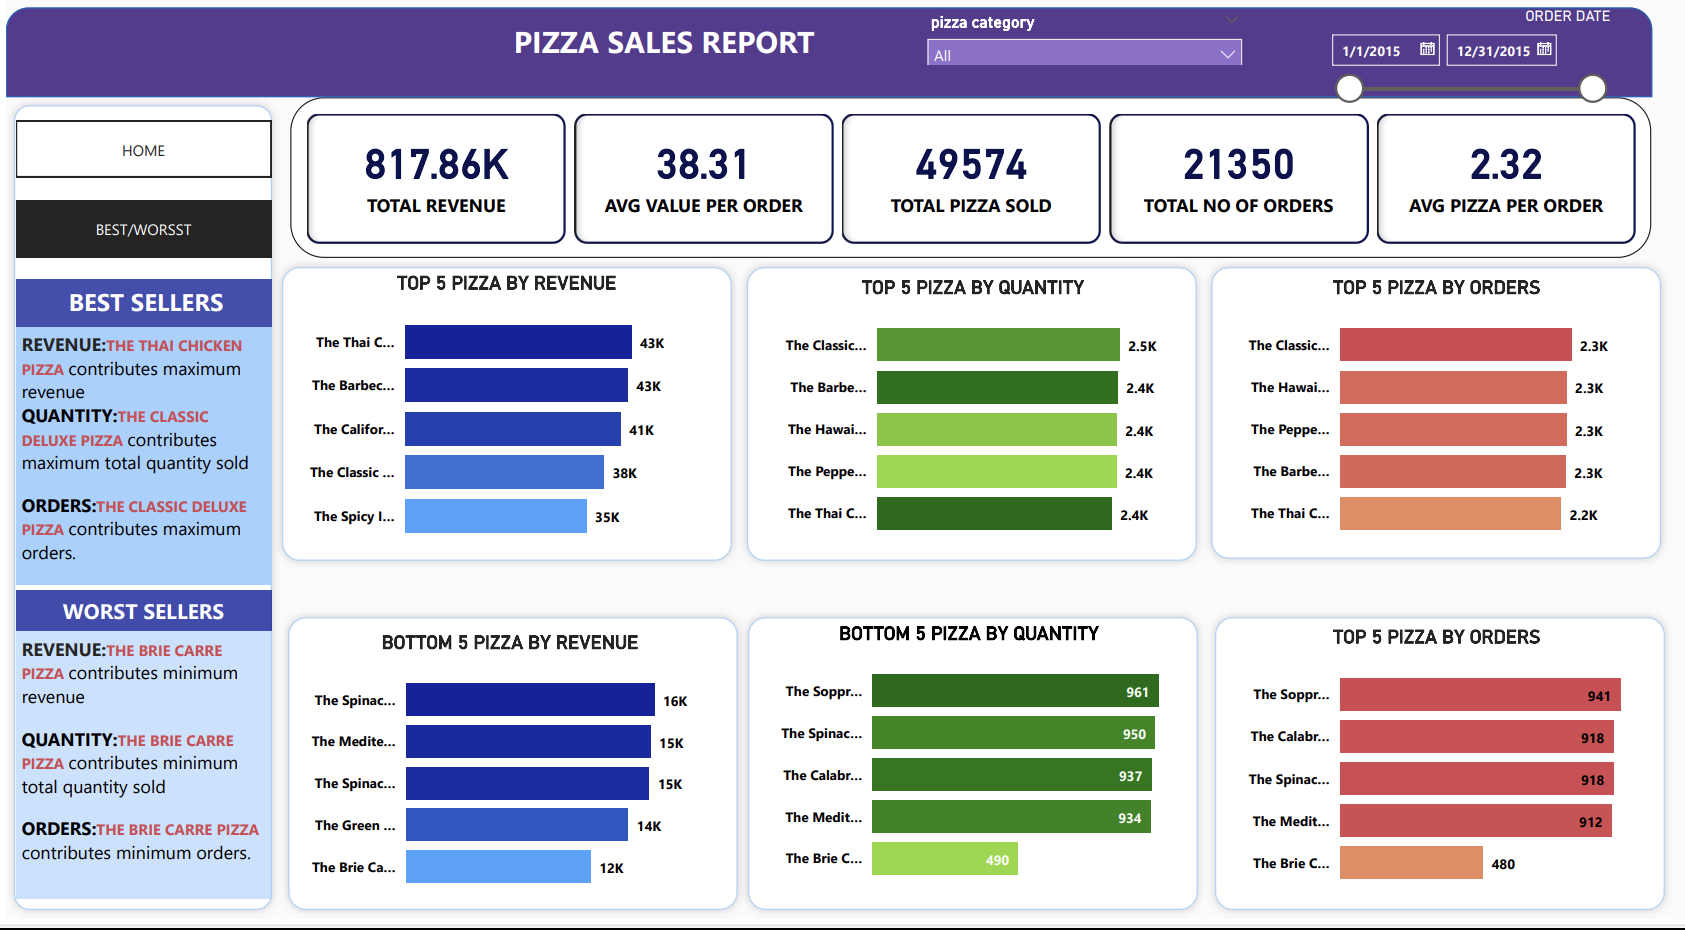 PIZZA SALES REPORT
pizza category
All
ORDER DATE
1/1/2015
12/31/2015
HOME
BEST/WORSST
BEST SELLERS
REVENUE:THE THAI CHICKEN
PIZZA contributes maximum
revenue
QUANTITY:THE CLASSIC
DELUXE PIZZA contributes
maximum total quantity sold
ORDERS:THE CLASSIC DELUXE
PIZZA contributes maximum
orders.
WORST SELLERS
REVENUE:THE BRIE CARRE
PIZZA contributes minimum
revenue
QUANTITY:THE BRIE CARRE
PIZZA contributes minimum
total quantity sold
ORDERS:THE BRIE CARRE PIZZA
contributes minimum orders.
817.86K
TOTAL REVENUE
38.31
AVG VALUE PER ORDER
49574
TOTAL PIZZA SOLD
21350
TOTAL NO OF ORDERS
2.32
AVG PIZZA PER ORDER
TOP 5 PIZZA BY REVENUE
The Thai C... 43K
The Barbec... 43K
The Califor... 41K
The Classic ... 38K
The Spicy I... 35K
TOP 5 PIZZA BY QUANTITY
The Classic... 2.5K
The Barbe... 2.4K
The Hawai... 2.4K
The Peppe... 2.4K
The Thai C... 2.4K
TOP 5 PIZZA BY ORDERS
The Classic... 2.3K
The Hawai... 2.3K
The Peppe... 2.3K
The Barbe... 2.3K
The Thai C... 2.2K
BOTTOM 5 PIZZA BY REVENUE
The Spinac... 16K
The Medite... 15K
The Spinac... 15K
The Green ... 14K
The Brie Ca... 12K
BOTTOM 5 PIZZA BY QUANTITY
The Soppr... 961
The Spinac... 950
The Calabr... 937
The Medit... 934
The Brie C... 490
TOP 5 PIZZA BY ORDERS
The Soppr... 941
The Calabr... 918
The Spinac... 918
The Medit... 912
The Brie C... 480